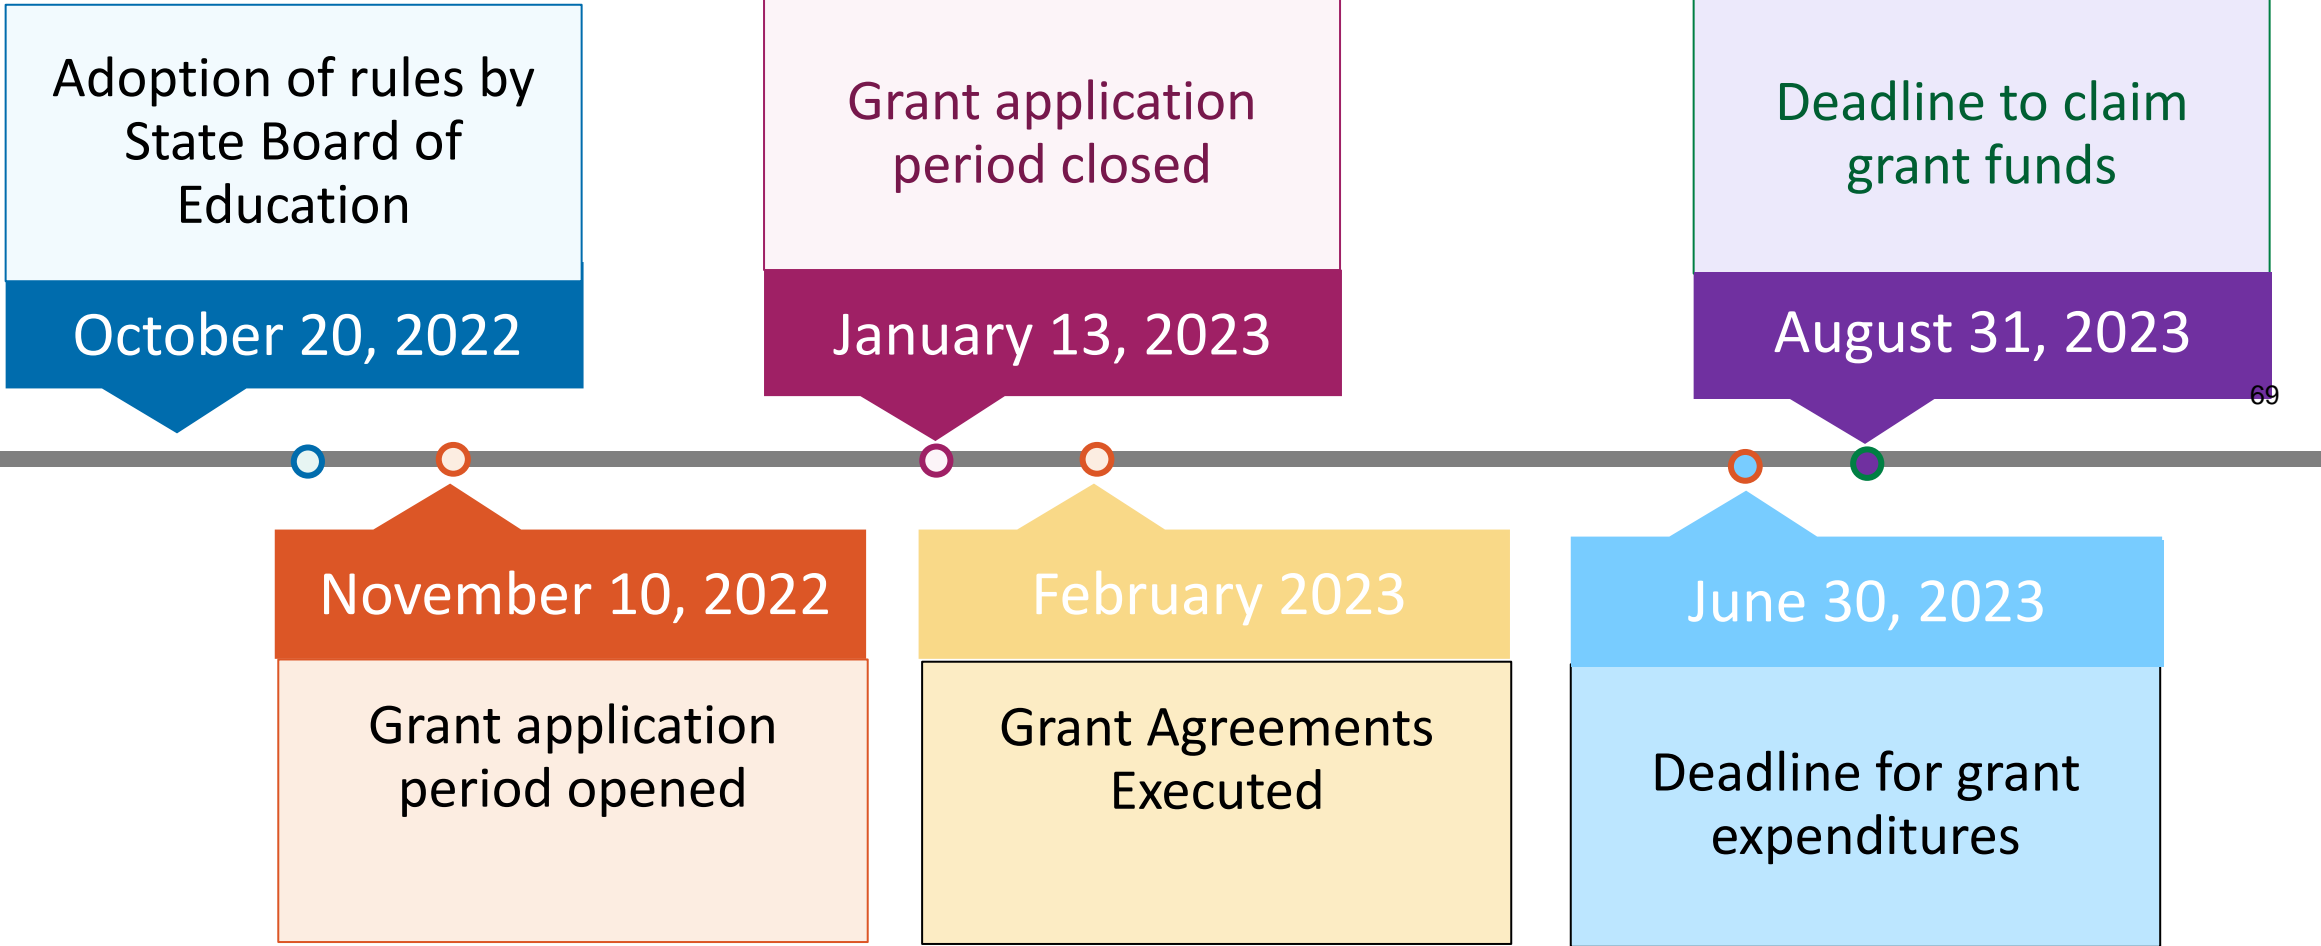 Adoption of rules by
State Board of
Education
October 20, 2022
Grant application
period closed
January 13, 2023
Deadline to claim
grant funds
August 31, 2023
69
November 10, 2022
Grant application
period opened
February 2023
Grant Agreements
Executed
June 30, 2023
Deadline for grant
expenditures